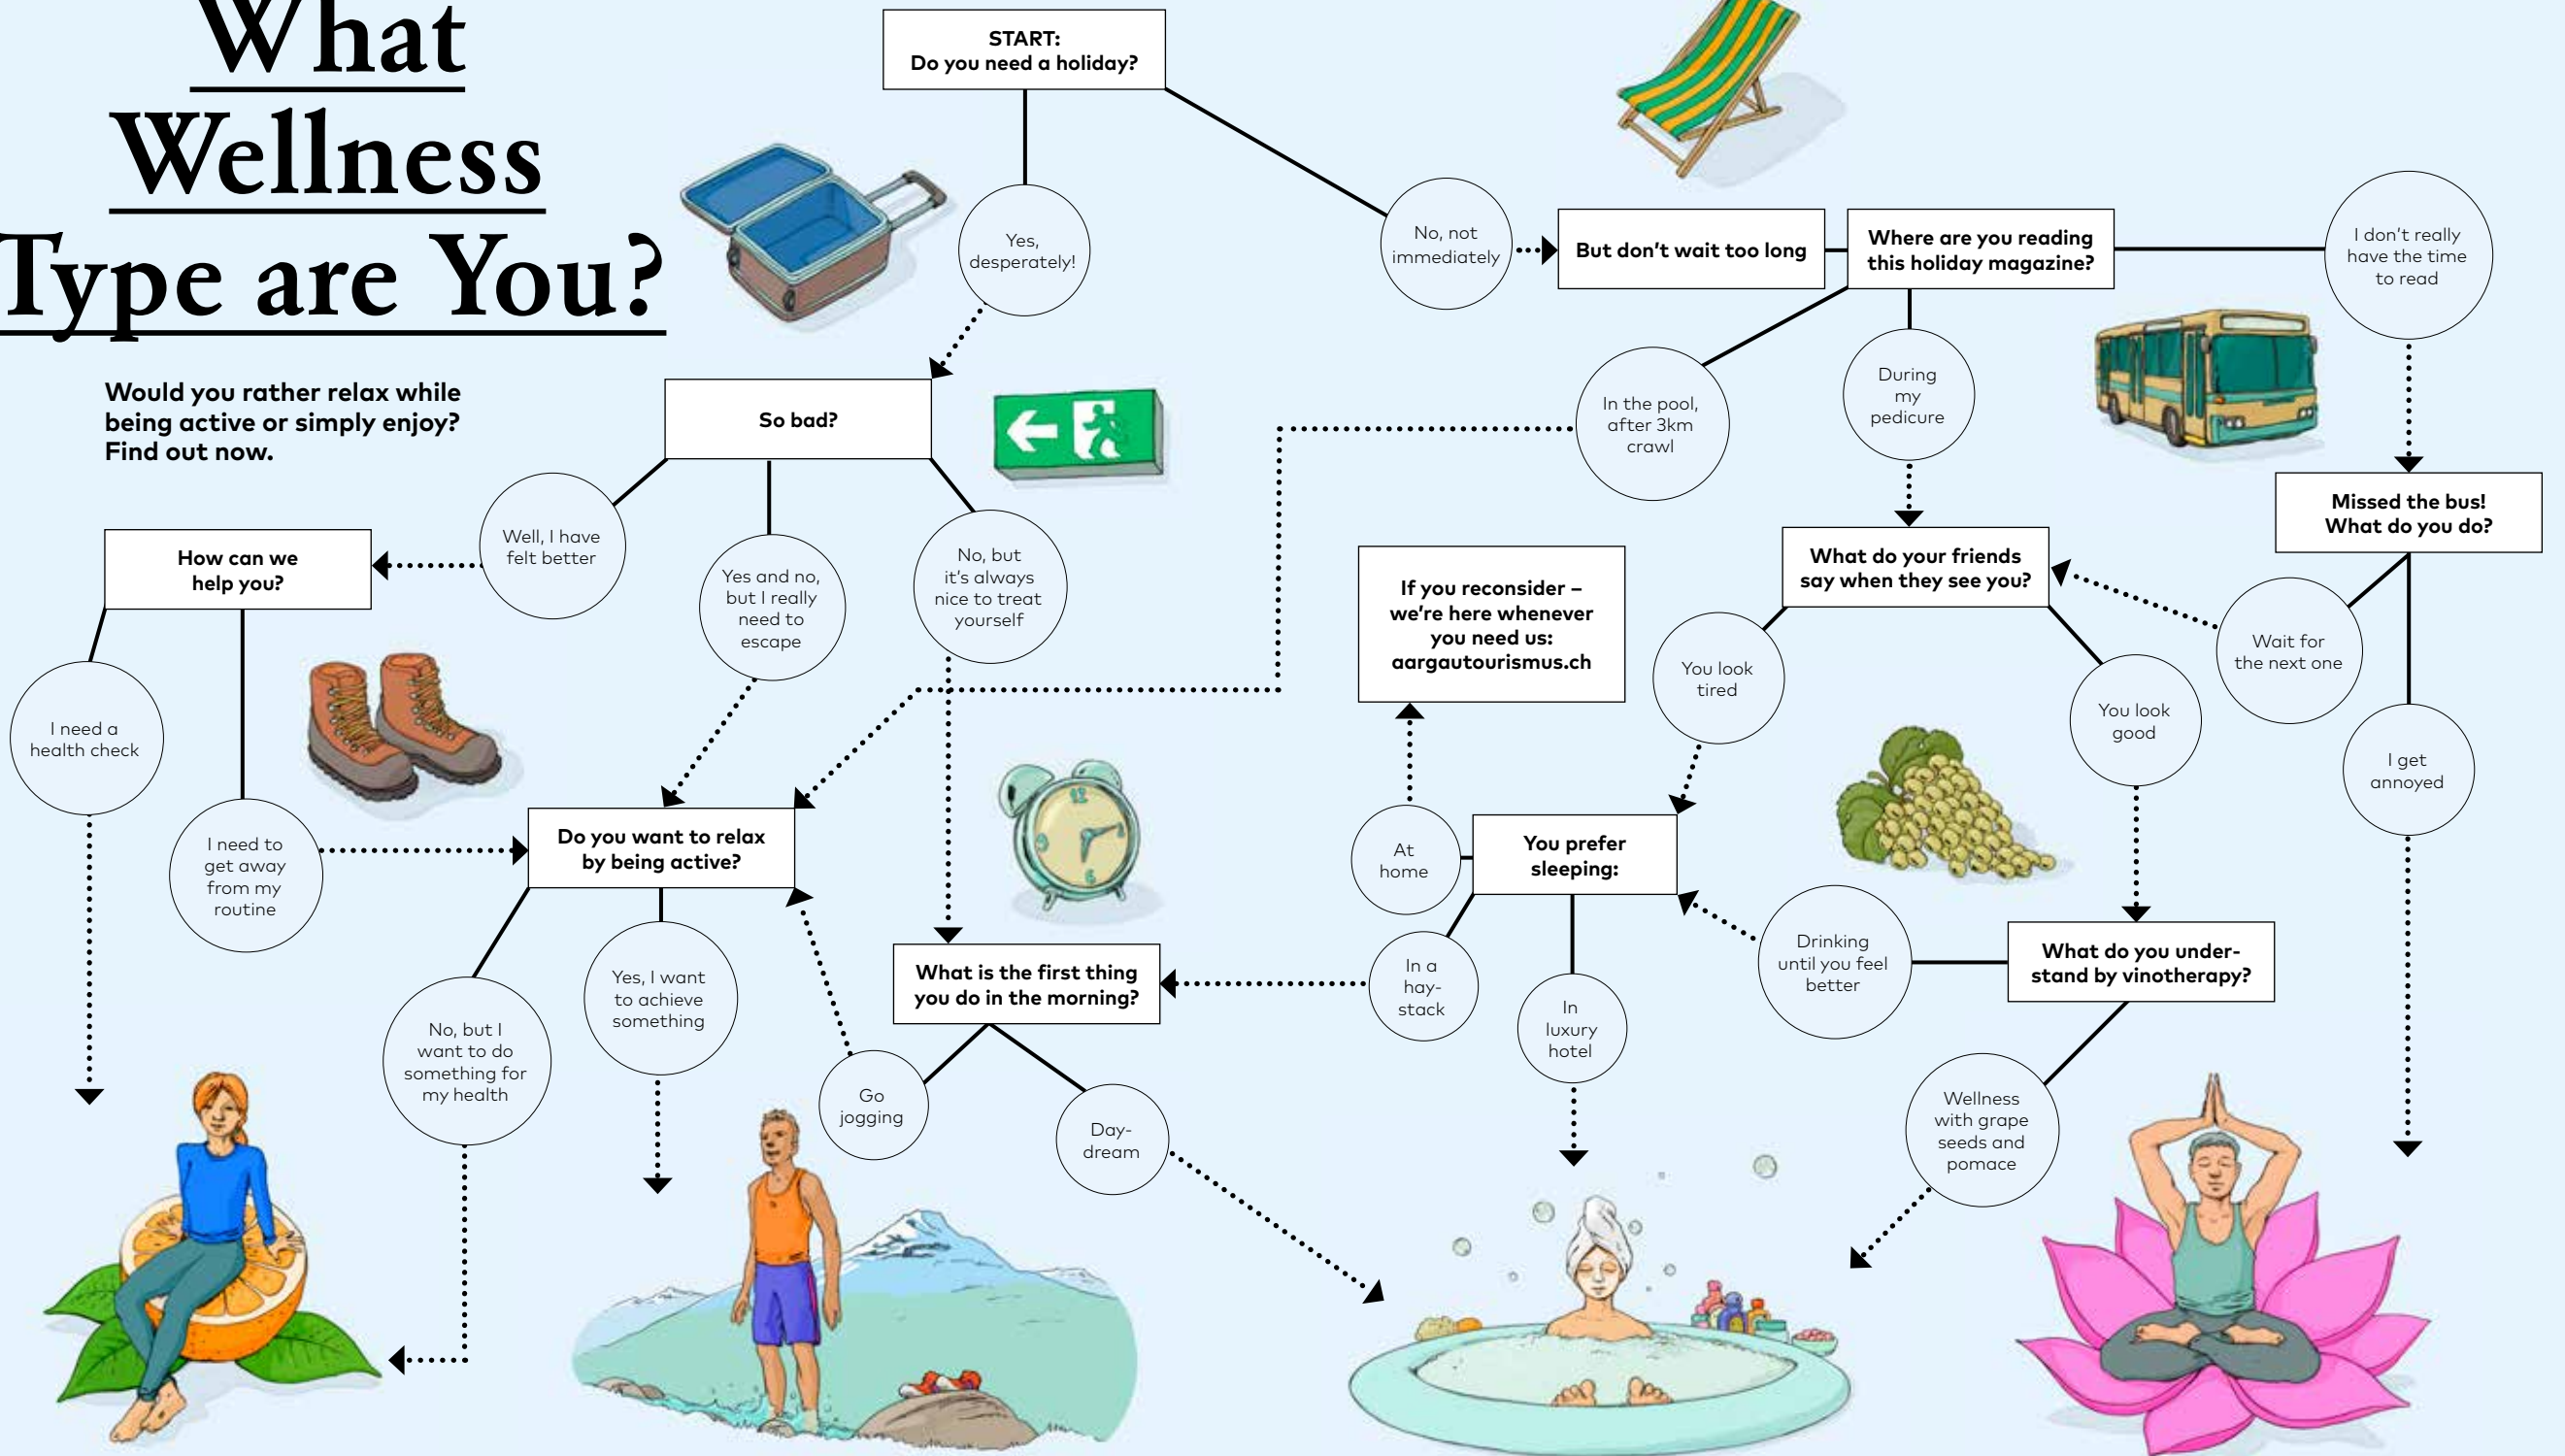 What
Wellness
Type are You?
Would you rather relax while
being active or simply enjoy?
Find out now.
START:
Do you need a holiday?
Yes,
desperately!
No, not
immediately
But don't wait too long
Where are you reading
this holiday magazine?
I don't really
have the time
to read
In the pool,
after 3km
crawl
During
my
pedicure
So bad?
Well, I have
felt better
Yes and no,
but I really
need to
escape
No, but
it's always
nice to treat
yourself
How can we
help you?
If you reconsider –
we're here whenever
you need us:
aargautourismus.ch
What do your friends
say when they see you?
Missed the bus!
What do you do?
Wait for
the next one
You look
tired
You look
good
I get
annoyed
I need a
health check
I need to
get away
from my
routine
Do you want to relax
by being active?
12
9
6
At
home
You prefer
sleeping:
In a
hay-
stack
In
luxury
hotel
Drinking
until you feel
better
What do you under-
stand by vinotherapy?
What is the first thing
you do in the morning?
No, but I
want to do
something for
my health
Yes, I want
to achieve
something
Go
jogging
Day-
dream
Wellness
with grape
seeds and
pomace